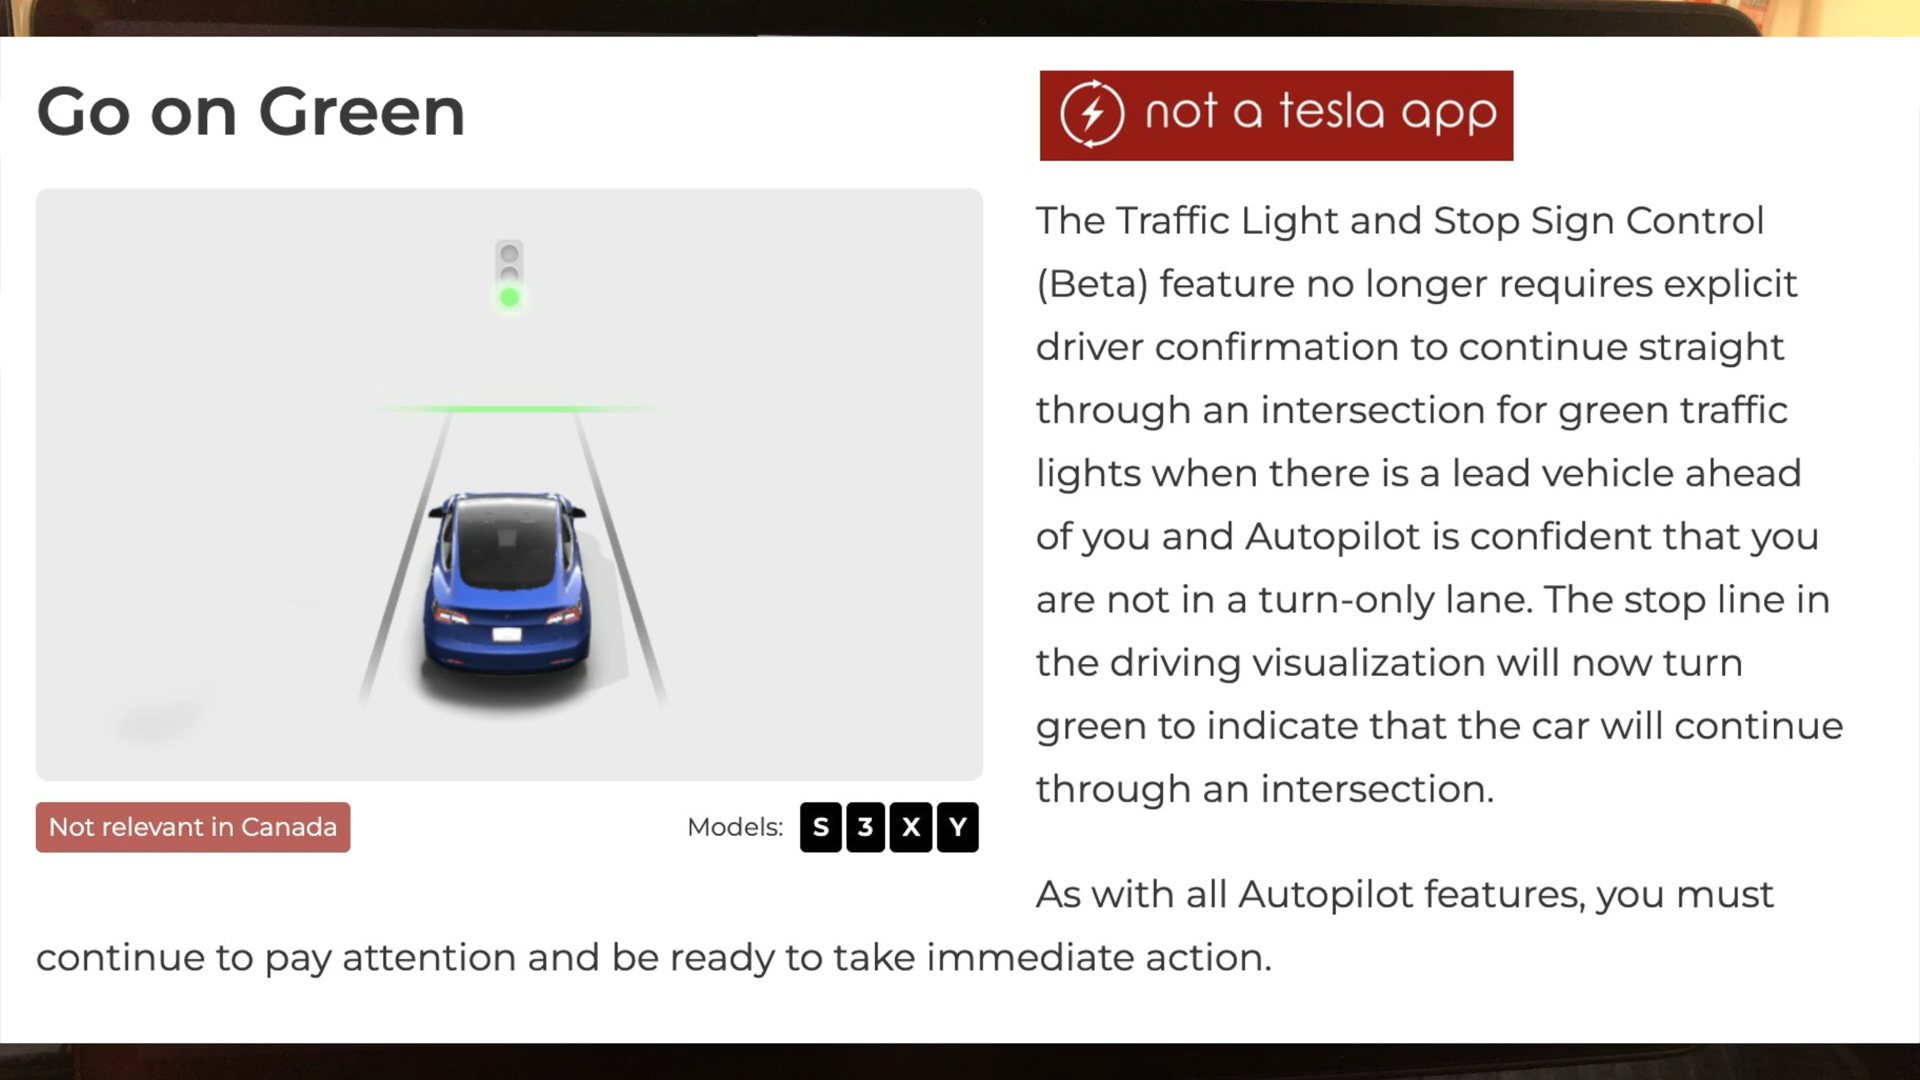 Go on Green
not a tesla app
The Traffic Light and Stop Sign Control
(Beta) feature no longer requires explicit
driver confirmation to continue straight
through an intersection for green traffic
lights when there is a lead vehicle ahead
of you and Autopilot is confident that you
are not in a turn-only lane. The stop line in
the driving visualization will now turn
green to indicate that the car will continue
through an intersection.
Not relevant in Canada
Models: S 3 X Y
As with all Autopilot features, you must
continue to pay attention and be ready to take immediate action.